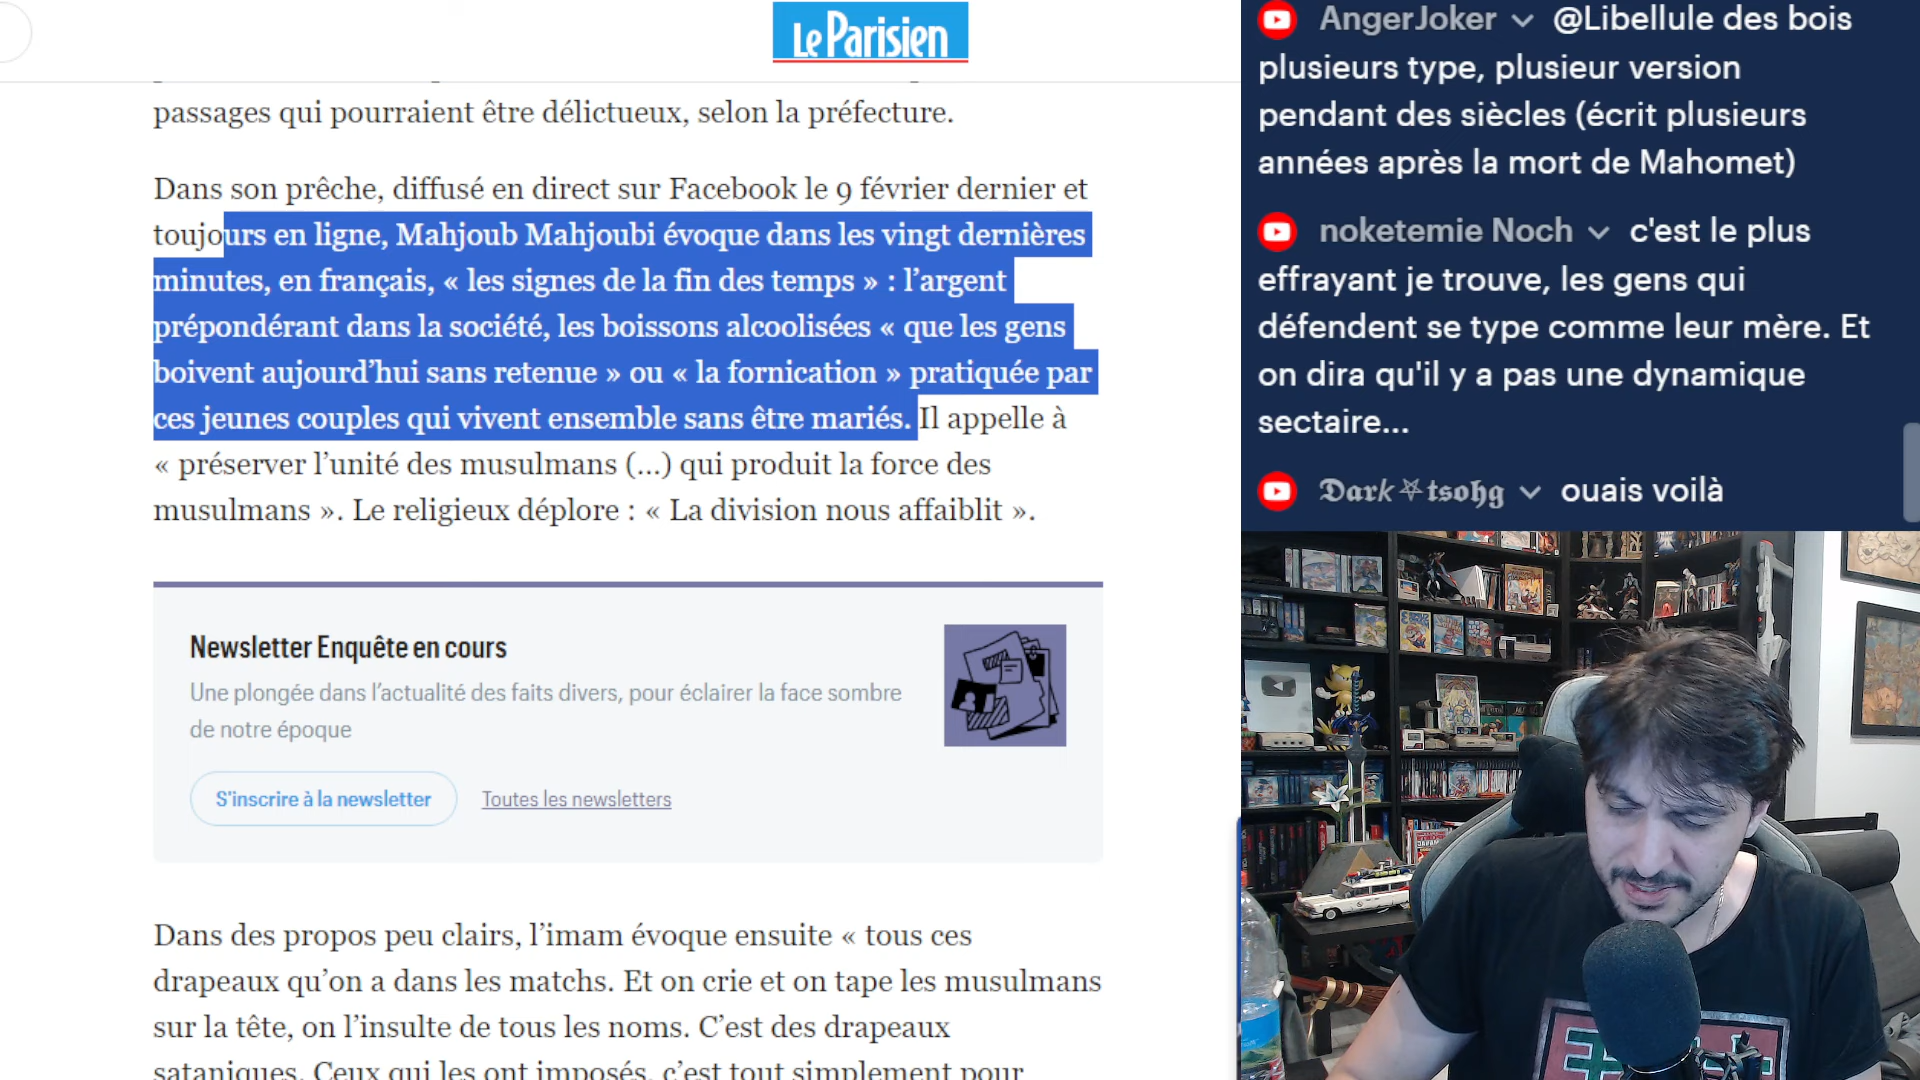 Le Parisien
passages qui pourraient être délictueux, selon la préfecture.
Dans son prêche, diffusé en direct sur Facebook le 9 février dernier et
toujours en ligne, Mahjoub Mahjoubi évoque dans les vingt dernières
minutes, en français, « les signes de la fin des temps » : l’argent
prépondérant dans la société, les boissons alcoolisées « que les gens
boivent aujourd’hui sans retenue » ou « la fornication » pratiquée par
ces jeunes couples qui vivent ensemble sans être mariés. Il appelle à
« préserver l’unité des musulmans (…) qui produit la force des
musulmans ». Le religieux déplore : « La division nous affaiblit ».
Newsletter Enquête en cours
Une plongée dans l’actualité des faits divers, pour éclairer la face sombre
de notre époque
S'inscrire à la newsletter
Toutes les newsletters
Dans des propos peu clairs, l’imam évoque ensuite « tous ces
drapeaux qu’on a dans les matchs. Et on crie et on tape les musulmans
sur la tête, on l’insulte de tous les noms. C’est des drapeaux
sataniques. Ceux qui les ont imposés, c’est tout simplement pour
AngerJoker @Libellule des bois
plusieurs type, plusieur version
pendant des siècles (écrit plusieurs
années après la mort de Mahomet)
noketemie Noch c'est le plus
effrayant je trouve, les gens qui
défendent se type comme leur mère. Et
on dira qu'il y a pas une dynamique
sectaire...
𝕯𝖆𝖗𝖐⛧𝖙𝖘𝖔𝖍𝖌 ouais voilà